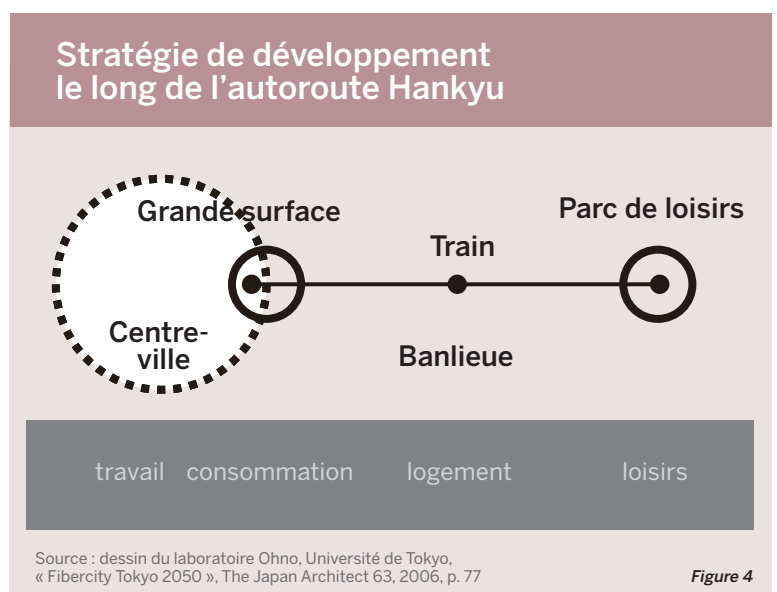 Stratégie de développement
le long de l’autoroute Hankyu
Grande surface
Parc de loisirs
Train
Centre-
ville
Banlieue
travail consommation logement loisirs
Source : dessin du laboratoire Ohno, Université de Tokyo,
« Fibercity Tokyo 2050 », The Japan Architect 63, 2006, p. 77
Figure 4